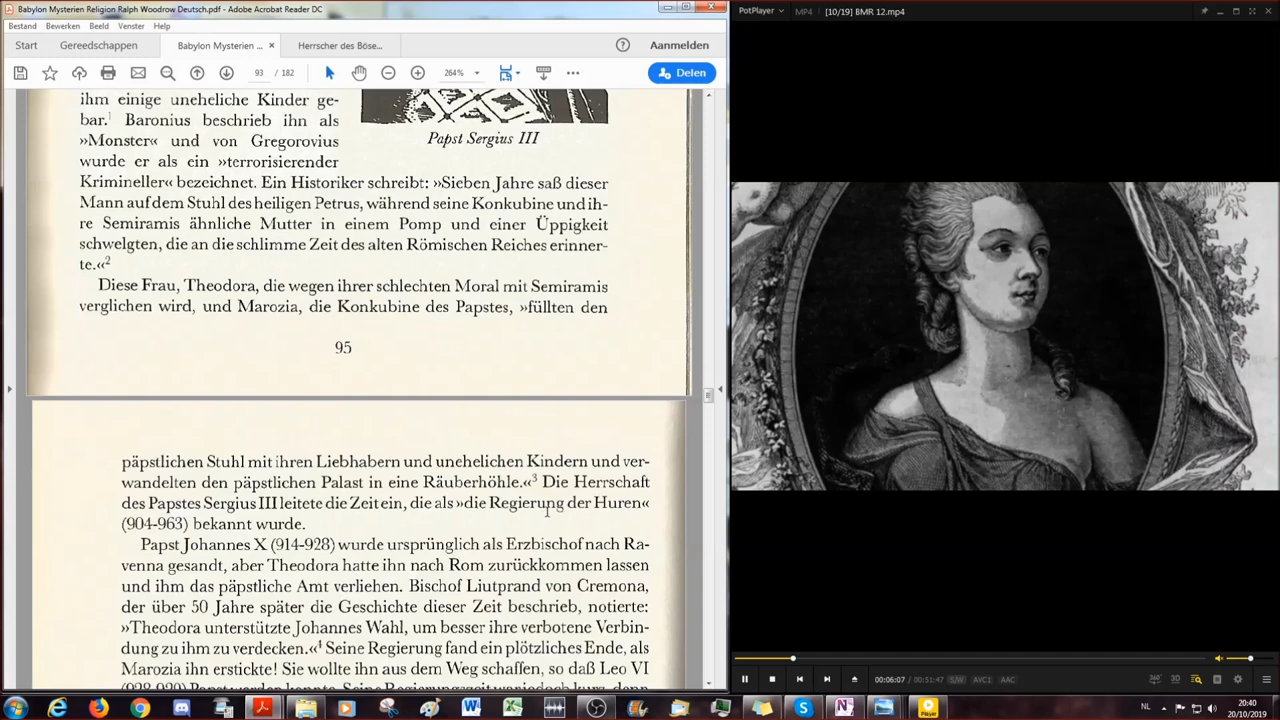 Babylon Mysterien Religion Ralph Woodrow Deutsch.pdf - Adobe Acrobat Reader DC
Bestand Bewerken Beeld Venster Help
Start Gereedschappen Babylon Mysterien ... × Herrscher des Böse... Aanmelden
93 / 182 264% Delen
ihm einige uneheliche Kinder ge-
bar.¹ Baronius beschrieb ihn als
»Monster« und von Gregorovius
wurde er als ein »terrorisierender
Papst Sergius III
Krimineller« bezeichnet. Ein Historiker schreibt: »Sieben Jahre saß dieser
Mann auf dem Stuhl des heiligen Petrus, während seine Konkubine und ih-
re Semiramis ähnliche Mutter in einem Pomp und einer Üppigkeit
schwelgten, die an die schlimme Zeit des alten Römischen Reiches erinner-
te.«²
Diese Frau, Theodora, die wegen ihrer schlechten Moral mit Semiramis
verglichen wird, und Marozia, die Konkubine des Papstes, »füllten den
95
päpstlichen Stuhl mit ihren Liebhabern und unehelichen Kindern und ver-
wandelten den päpstlichen Palast in eine Räuberhöhle.«³ Die Herrschaft
des Papstes Sergius III leitete die Zeit ein, die als »die Regierung der Huren«
(904-963) bekannt wurde.
Papst Johannes X (914-928) wurde ursprünglich als Erzbischof nach Ra-
venna gesandt, aber Theodora hatte ihn nach Rom zurückkommen lassen
und ihm das päpstliche Amt verliehen. Bischof Liutprand von Cremona,
der über 50 Jahre später die Geschichte dieser Zeit beschrieb, notierte:
»Theodora unterstützte Johannes Wahl, um besser ihre verbotene Verbin-
dung zu ihm zu verdecken.«⁴ Seine Regierung fand ein plötzliches Ende, als
Marozia ihn erstickte! Sie wollte ihn aus dem Weg schaffen, so daß Leo VI
PotPlayer MP4 [10/19] BMR 12.mp4
00:06:07 / 00:51:47 S/W AVC1 AAC
360° 3D
NL 20:40
20/10/2019